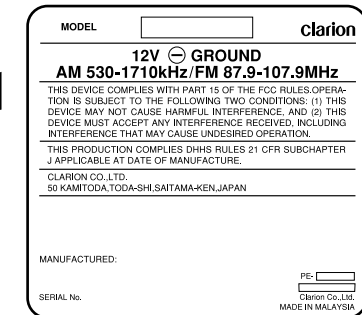 MODEL clarion
12V ⊖ GROUND
AM 530-1710kHz/FM 87.9-107.9MHz
THIS DEVICE COMPLIES WITH PART 15 OF THE FCC RULES.OPERA-
TION IS SUBJECT TO THE FOLLOWING TWO CONDITIONS: (1) THIS
DEVICE MAY NOT CAUSE HARMFUL INTERFERENCE, AND (2) THIS
DEVICE MUST ACCEPT ANY INTERFERENCE RECEIVED, INCLUDING
INTERFERENCE THAT MAY CAUSE UNDESIRED OPERATION.
THIS PRODUCTION COMPLIES DHHS RULES 21 CFR SUBCHAPTER
J APPLICABLE AT DATE OF MANUFACTURE.
CLARION CO.,LTD.
50 KAMITODA,TODA-SHI,SAITAMA-KEN,JAPAN
MANUFACTURED:
PE-
SERIAL No. Clarion Co.,Ltd.
MADE IN MALAYSIA